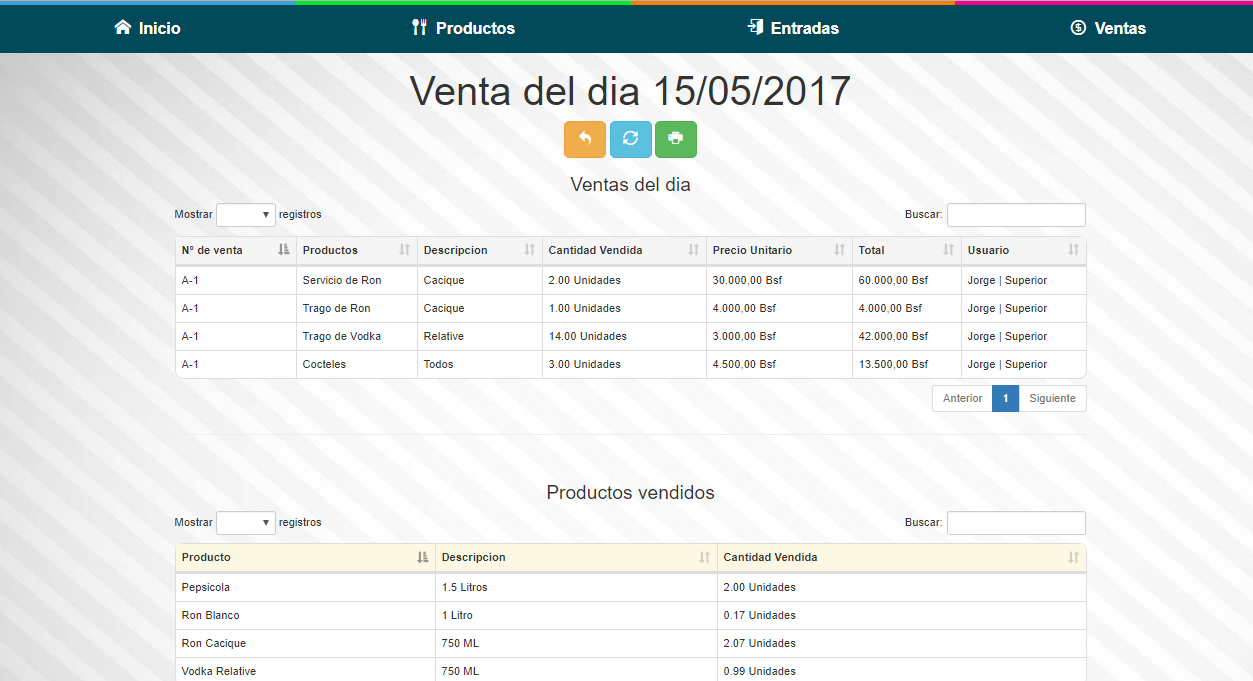 Inicio Productos Entradas Ventas
Venta del dia 15/05/2017
Ventas del dia
Mostrar registros Buscar:
Nº de venta Productos Descripcion Cantidad Vendida Precio Unitario Total Usuario
A-1 Servicio de Ron Cacique 2.00 Unidades 30.000,00 Bsf 60.000,00 Bsf Jorge | Superior
A-1 Trago de Ron Cacique 1.00 Unidades 4.000,00 Bsf 4.000,00 Bsf Jorge | Superior
A-1 Trago de Vodka Relative 14.00 Unidades 3.000,00 Bsf 42.000,00 Bsf Jorge | Superior
A-1 Cocteles Todos 3.00 Unidades 4.500,00 Bsf 13.500,00 Bsf Jorge | Superior
Anterior 1 Siguiente
Productos vendidos
Mostrar registros Buscar:
Producto Descripcion Cantidad Vendida
Pepsicola 1.5 Litros 2.00 Unidades
Ron Blanco 1 Litro 0.17 Unidades
Ron Cacique 750 ML 2.07 Unidades
Vodka Relative 750 ML 0.99 Unidades